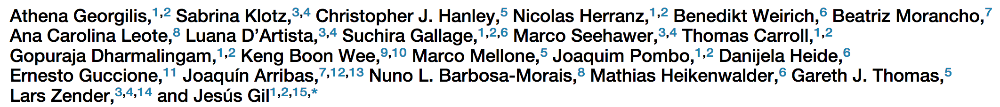 Athena Georgilis,1,2 Sabrina Klotz,3,4 Christopher J. Hanley,5 Nicolas Herranz,1,2 Benedikt Weirich,6 Beatriz Morancho,7
Ana Carolina Leote,8 Luana D’Artista,3,4 Suchira Gallage,1,2,6 Marco Seehawer,3,4 Thomas Carroll,1,2
Gopuraja Dharmalingam,1,2 Keng Boon Wee,9,10 Marco Mellone,5 Joaquim Pombo,1,2 Danijela Heide,6
Ernesto Guccione,11 Joaquín Arribas,7,12,13 Nuno L. Barbosa-Morais,8 Mathias Heikenwalder,6 Gareth J. Thomas,5
Lars Zender,3,4,14 and Jesús Gil1,2,15,*